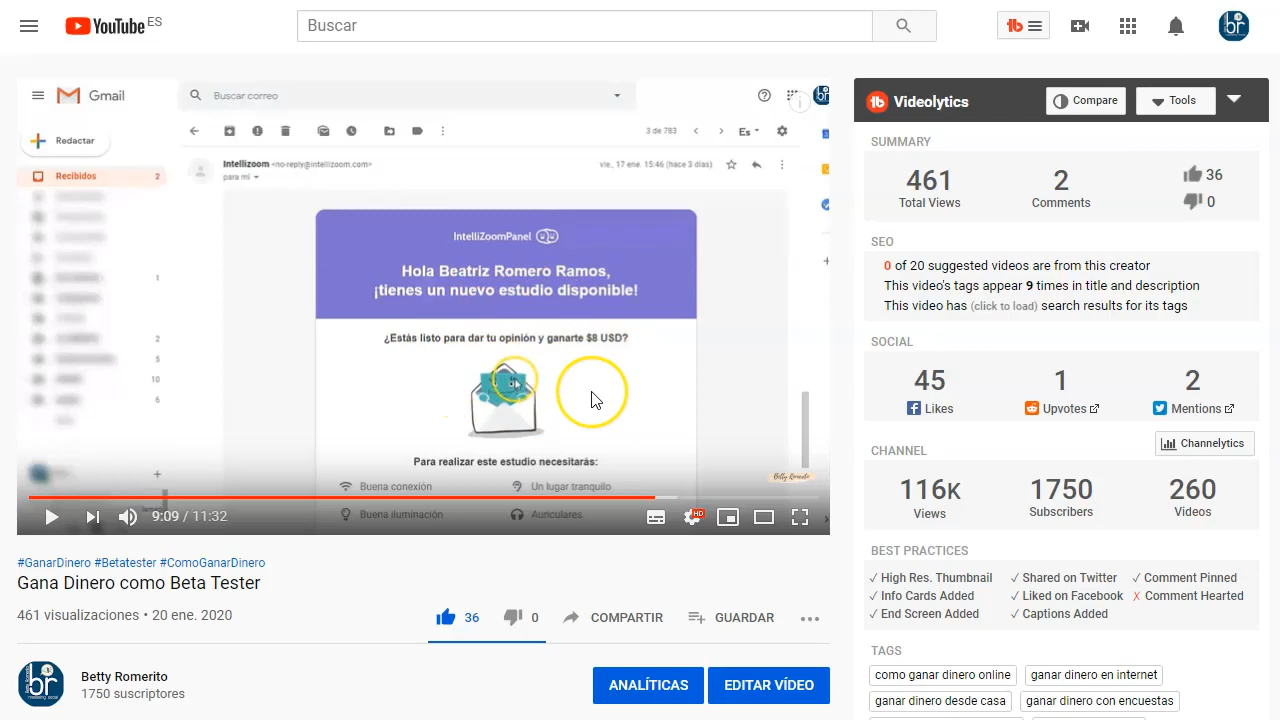 YouTube ES
Buscar
Gmail
Buscar correo
Redactar
3 de 783
Es
Recibidos 2
Intellizoom <no-reply@intellizoom.com>
vie., 17 ene. 15:46 (hace 3 días)
para mí
1
2
5
10
6
IntelliZoomPanel
Hola Beatriz Romero Ramos,
¡tienes un nuevo estudio disponible!
¿Estás listo para dar tu opinión y ganarte $8 USD?
Para realizar este estudio necesitarás:
Buena conexión
Un lugar tranquilo
Buena iluminación
Auriculares
Betty Romerito
9:09 / 11:32
HD
#GanarDinero #Betatester #ComoGanarDinero
Gana Dinero como Beta Tester
461 visualizaciones • 20 ene. 2020
36
0
COMPARTIR
GUARDAR
br
Betty Romerito
1750 suscriptores
ANALÍTICAS
EDITAR VÍDEO
Videolytics
Compare
Tools
SUMMARY
461
Total Views
2
Comments
36
0
SEO
0 of 20 suggested videos are from this creator
This video's tags appear 9 times in title and description
This video has (click to load) search results for its tags
SOCIAL
45
Likes
1
Upvotes
2
Mentions
CHANNEL
Channelytics
116K
Views
1750
Subscribers
260
Videos
BEST PRACTICES
✓ High Res. Thumbnail ✓ Shared on Twitter ✓ Comment Pinned
✓ Info Cards Added ✓ Liked on Facebook X Comment Hearted
✓ End Screen Added ✓ Captions Added
TAGS
como ganar dinero online
ganar dinero en internet
ganar dinero desde casa
ganar dinero con encuestas